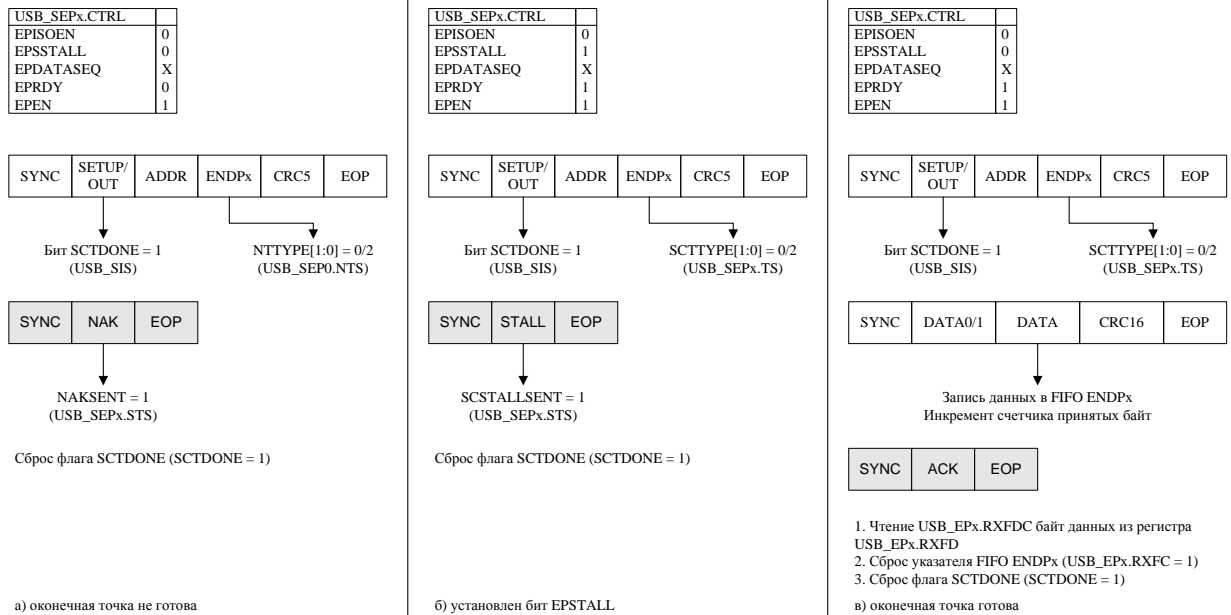 USB_SEPx.CTRL
EPISOEN 0
EPSSTALL 0
EPDATASEQ X
EPRDY 0
EPEN 1
SYNC SETUP/ ADDR ENDPx CRC5 EOP
OUT
Бит SCTDONE = 1
(USB_SIS)
NTTYPE[1:0] = 0/2
(USB_SEP0.NTS)
SYNC NAK EOP
NAKSENT = 1
(USB_SEPx.STS)
Сброс флага SCTDONE (SCTDONE = 1)
а) оконечная точка не готова
USB_SEPx.CTRL
EPISOEN 0
EPSSTALL 1
EPDATASEQ X
EPRDY 1
EPEN 1
SYNC SETUP/ ADDR ENDPx CRC5 EOP
OUT
Бит SCTDONE = 1
(USB_SIS)
SCTTYPE[1:0] = 0/2
(USB_SEPx.TS)
SYNC STALL EOP
SCSTALLSENT = 1
(USB_SEPx.STS)
Сброс флага SCTDONE (SCTDONE = 1)
б) установлен бит EPSTALL
USB_SEPx.CTRL
EPISOEN 0
EPSSTALL 0
EPDATASEQ X
EPRDY 1
EPEN 1
SYNC SETUP/ ADDR ENDPx CRC5 EOP
OUT
Бит SCTDONE = 1
(USB_SIS)
SCTTYPE[1:0] = 0/2
(USB_SEPx.TS)
SYNC DATA0/1 DATA CRC16 EOP
Запись данных в FIFO ENDPx
Инкремент счетчика принятых байт
SYNC ACK EOP
1. Чтение USB_EPx.RXFDC байт данных из регистра
USB_EPx.RXFD
2. Сброс указателя FIFO ENDPx (USB_EPx.RXFC = 1)
3. Сброс флага SCTDONE (SCTDONE = 1)
в) оконечная точка готова